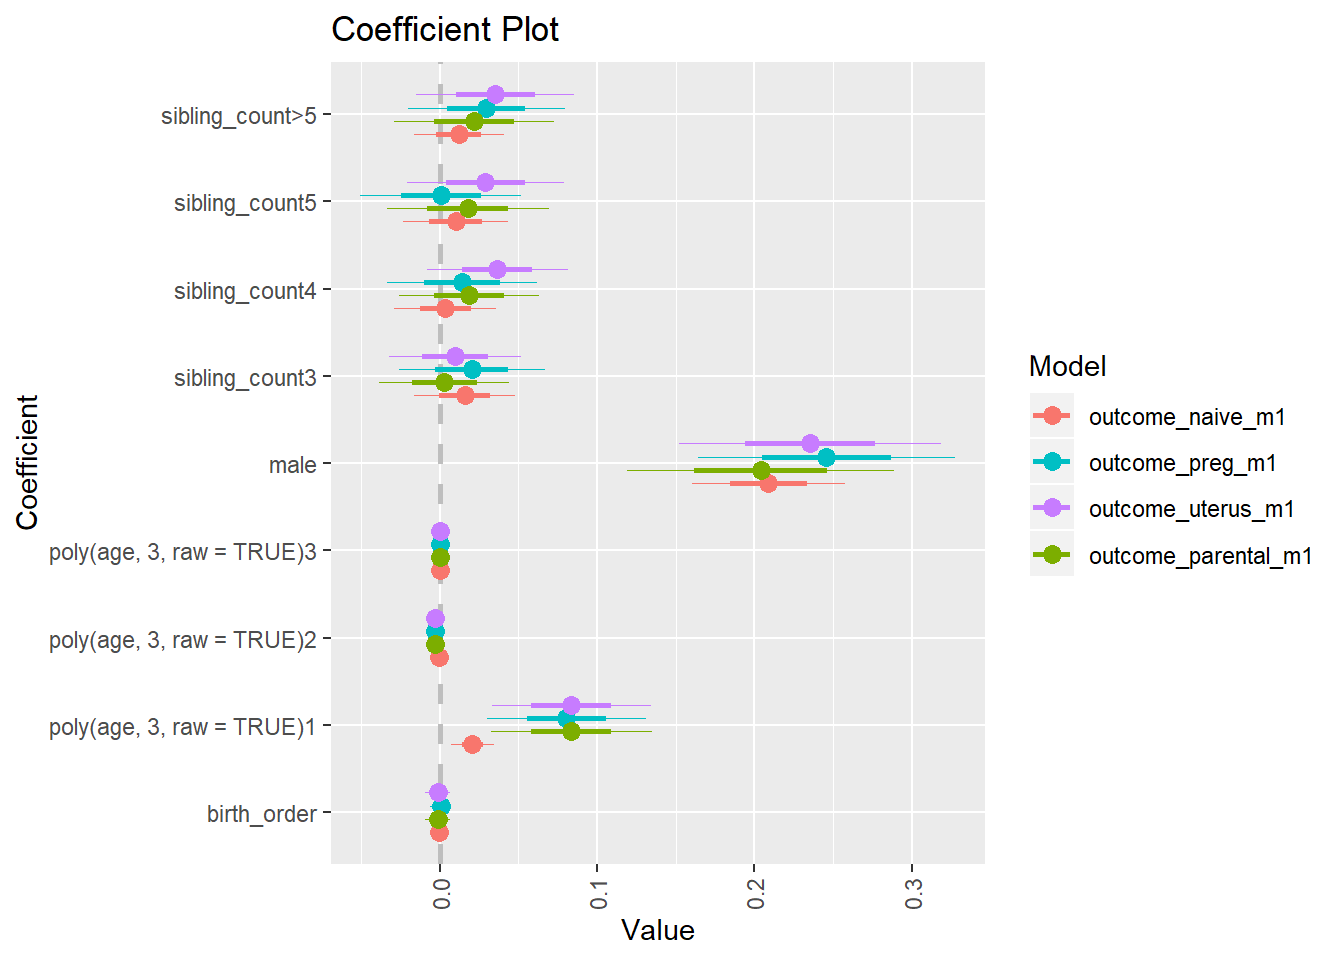 Coefficient Plot
Coefficient
sibling_count>5
sibling_count5
sibling_count4
sibling_count3
male
poly(age, 3, raw = TRUE)3
poly(age, 3, raw = TRUE)2
poly(age, 3, raw = TRUE)1
birth_order
0.0
0.1
0.2
0.3
Value
Model
outcome_naive_m1
outcome_preg_m1
outcome_uterus_m1
outcome_parental_m1